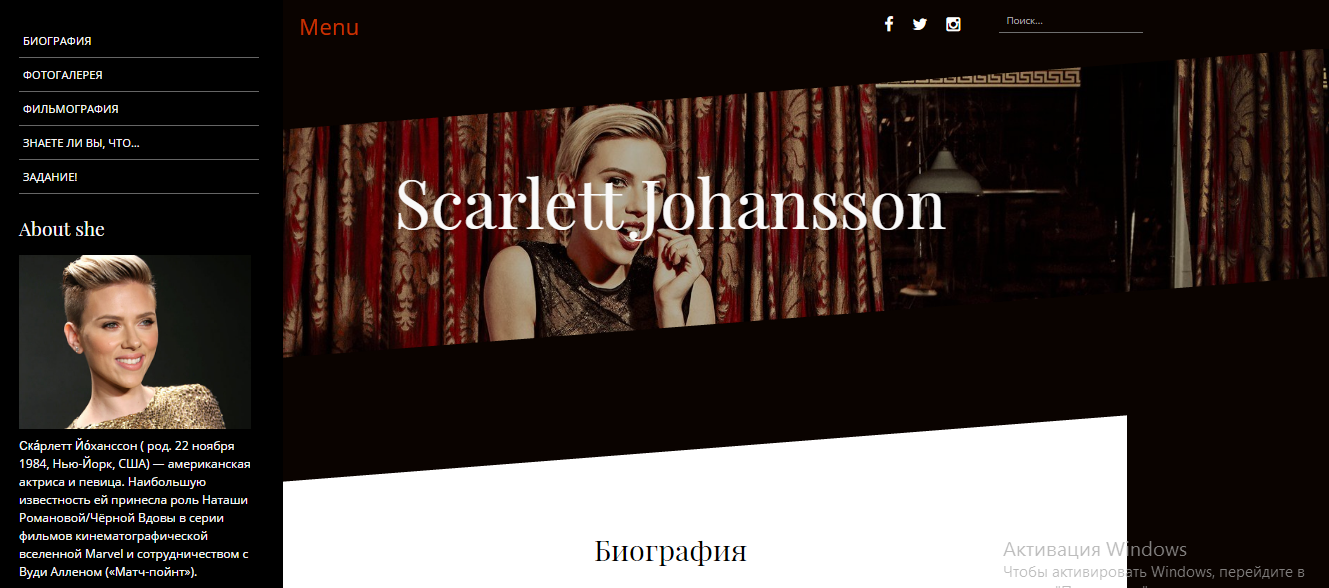 БИОГРАФИЯ
ФОТОГАЛЕРЕЯ
ФИЛЬМОГРАФИЯ
ЗНАЕТЕ ЛИ ВЫ, ЧТО...
ЗАДАНИЕ!
About she
Ска́рлетт Йо́ханссон ( род. 22 ноября
1984, Нью-Йорк, США) — американская
актриса и певица. Наибольшую
известность ей принесла роль Наташи
Романовой/Чёрной Вдовы в серии
фильмов кинематографической
вселенной Marvel и сотрудничеством с
Вуди Алленом («Матч-пойнт»).
Menu
Поиск...
Scarlett Johansson
Биография
Активация Windows
Чтобы активировать Windows, перейдите в